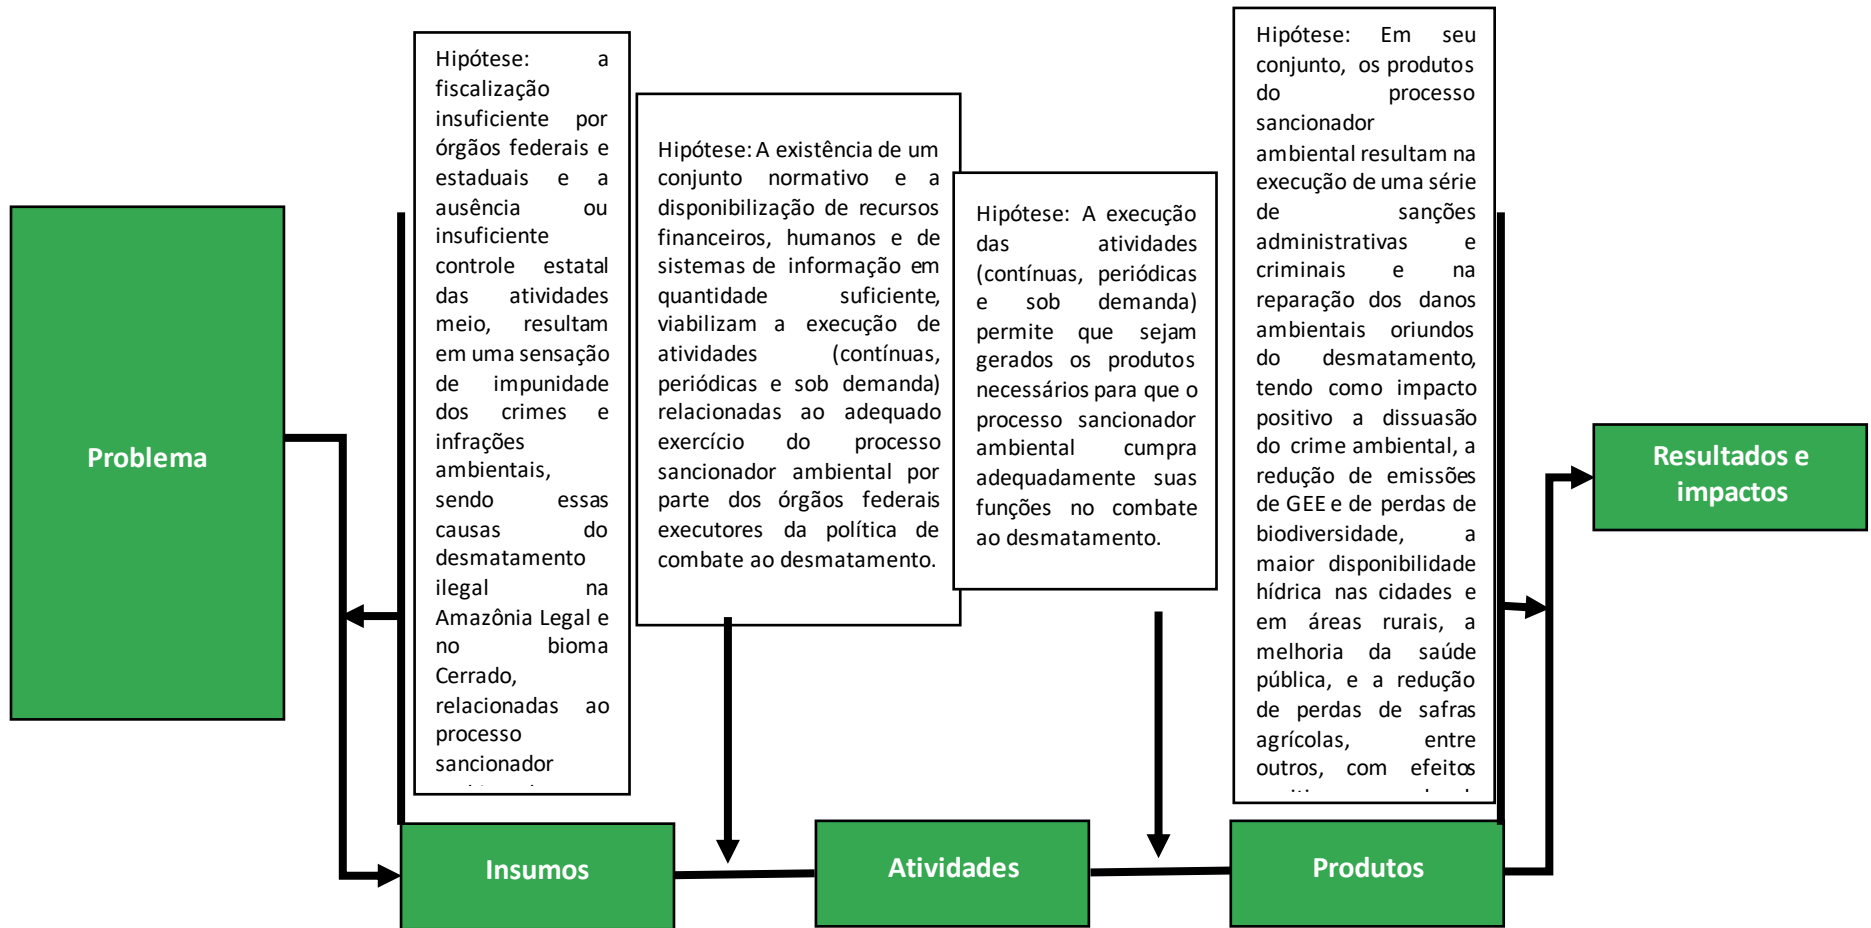 Problema
Hipótese: a
fiscalização
insuficiente por
órgãos federais e
estaduais e a
ausência ou
insuficiente
controle estatal
das atividades
meio, resultam
em uma sensação
de impunidade
dos crimes e
infrações
ambientais,
sendo essas
causas do
desmatamento
ilegal na
Amazônia Legal e
no bioma
Cerrado,
relacionadas ao
processo
sancionador
Hipótese: A existência de um
conjunto normativo e a
disponibilização de recursos
financeiros, humanos e de
sistemas de informação em
quantidade suficiente,
viabilizam a execução de
atividades (contínuas,
periódicas e sob demanda)
relacionadas ao adequado
exercício do processo
sancionador ambiental por
parte dos órgãos federais
executores da política de
combate ao desmatamento.
Hipótese: A execução
das atividades
(contínuas, periódicas
e sob demanda)
permite que sejam
gerados os produtos
necessários para que o
processo sancionador
ambiental cumpra
adequadamente suas
funções no combate
ao desmatamento.
Hipótese: Em seu
conjunto, os produtos
do processo
sancionador
ambiental resultam na
execução de uma série
de sanções
administrativas e
criminais e na
reparação dos danos
ambientais oriundos
do desmatamento,
tendo como impacto
positivo a dissuasão
do crime ambiental, a
redução de emissões
de GEE e de perdas de
biodiversidade, a
maior disponibilidade
hídrica nas cidades e
em áreas rurais, a
melhoria da saúde
pública, e a redução
de perdas de safras
agrícolas, entre
outros, com efeitos
Resultados e
impactos
Insumos
Atividades
Produtos